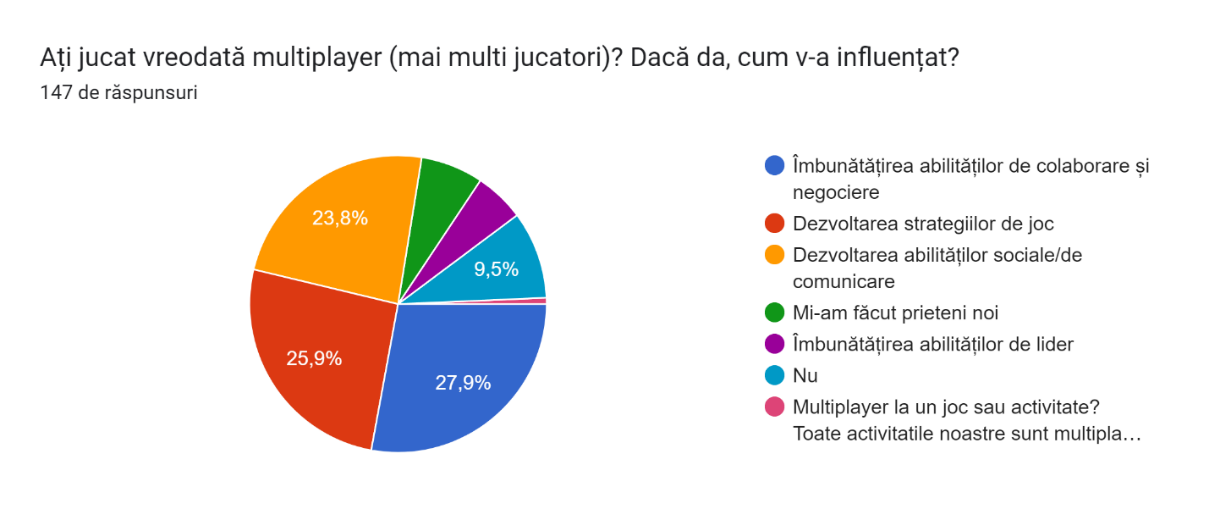 Ați jucat vreodată multiplayer (mai multi jucatori)? Dacă da, cum v-a influențat?
147 de răspunsuri
23,8%
9,5%
25,9%
27,9%
Îmbunătățirea abilităților de colaborare și
negociere
Dezvoltarea strategiilor de joc
Dezvoltarea abilităților sociale/de
comunicare
Mi-am făcut prieteni noi
Îmbunătățirea abilităților de lider
Nu
Multiplayer la un joc sau activitate?
Toate activitatile noastre sunt multipla…